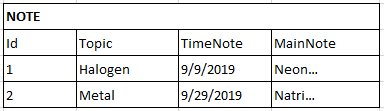 NOTE
Id Topic TimeNote MainNote
1 Halogen 9/9/2019 Neon...
2 Metal 9/29/2019 Natri...